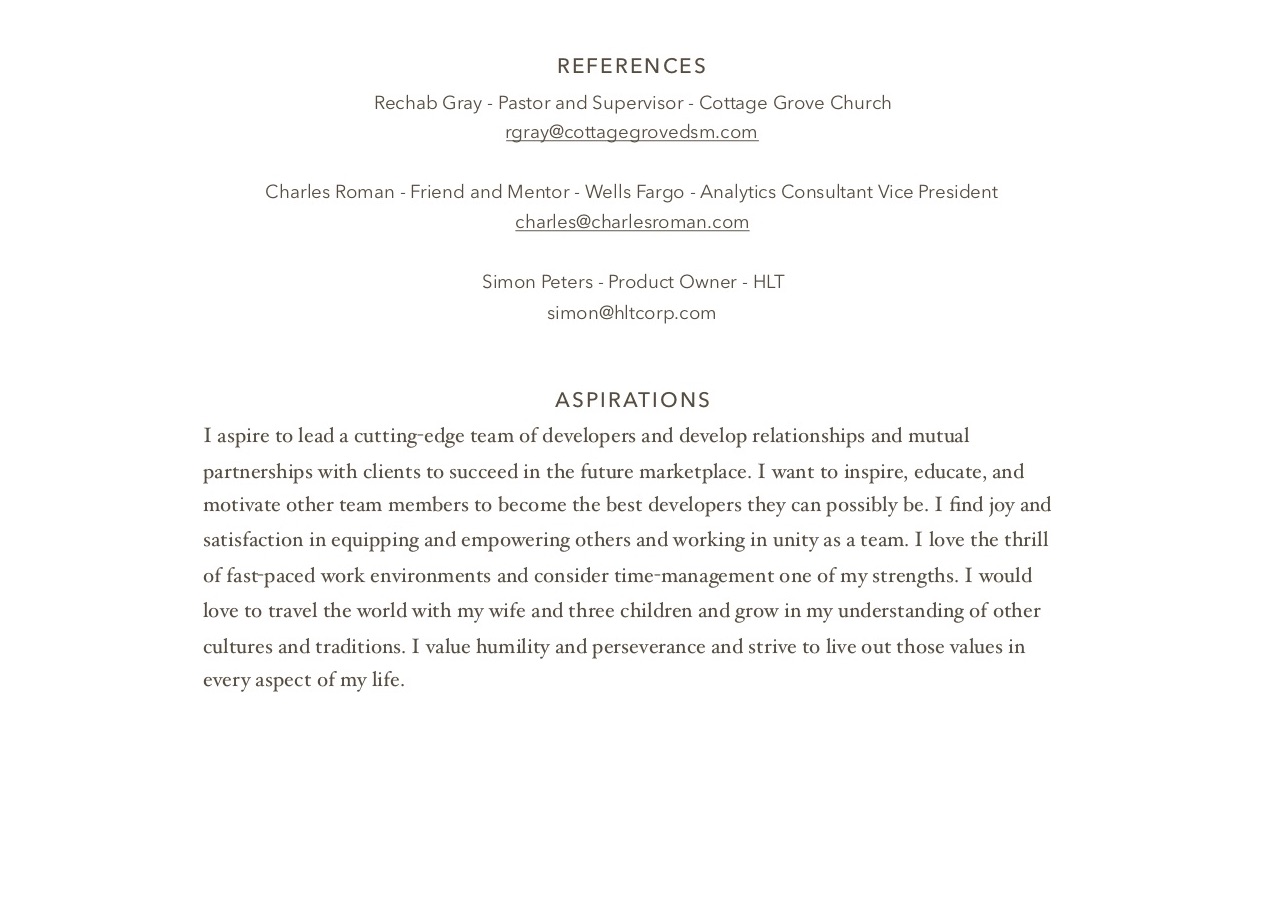 REFERENCES
Rechab Gray - Pastor and Supervisor - Cottage Grove Church
rgray@cottagegrovedsm.com
Charles Roman - Friend and Mentor - Wells Fargo - Analytics Consultant Vice President
charles@charlesroman.com
Simon Peters - Product Owner - HLT
simon@hltcorp.com
ASPIRATIONS
I aspire to lead a cutting-edge team of developers and develop relationships and mutual
partnerships with clients to succeed in the future marketplace. I want to inspire, educate, and
motivate other team members to become the best developers they can possibly be. I find joy and
satisfaction in equipping and empowering others and working in unity as a team. I love the thrill
of fast-paced work environments and consider time-management one of my strengths. I would
love to travel the world with my wife and three children and grow in my understanding of other
cultures and traditions. I value humility and perseverance and strive to live out those values in
every aspect of my life.